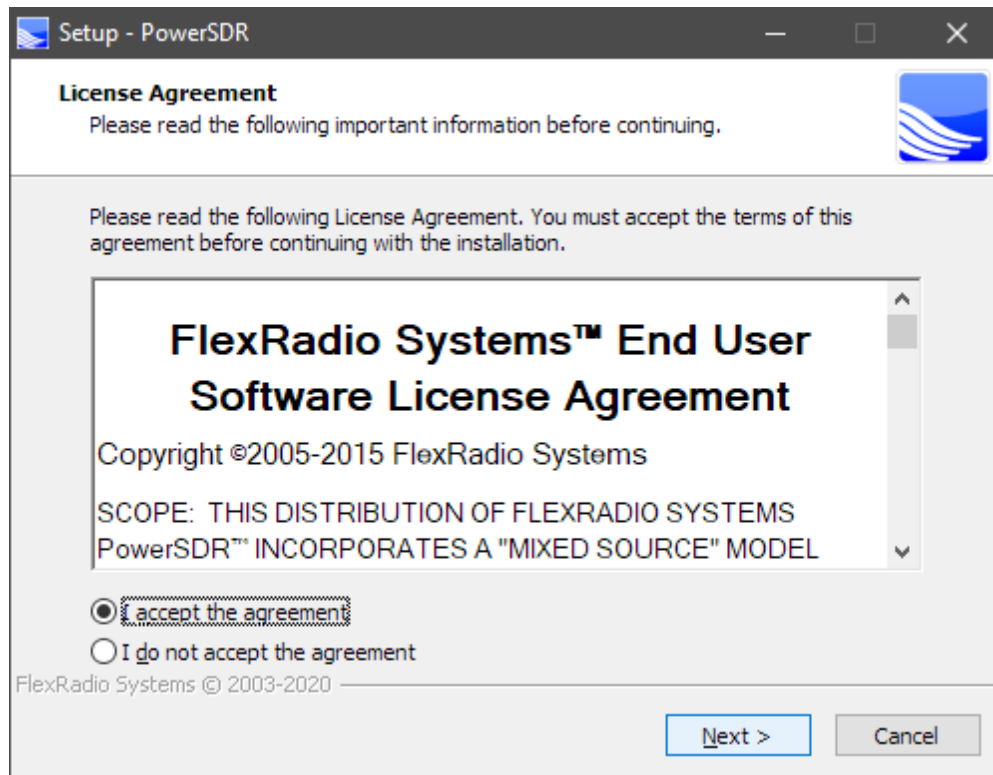 Setup - PowerSDR
License Agreement
Please read the following important information before continuing.
Please read the following License Agreement. You must accept the terms of this
agreement before continuing with the installation.
FlexRadio Systems™ End User
Software License Agreement
Copyright ©2005-2015 FlexRadio Systems
SCOPE:  THIS DISTRIBUTION OF FLEXRADIO SYSTEMS
PowerSDR™ INCORPORATES A "MIXED SOURCE" MODEL
I accept the agreement
I do not accept the agreement
FlexRadio Systems © 2003-2020
Next >
Cancel